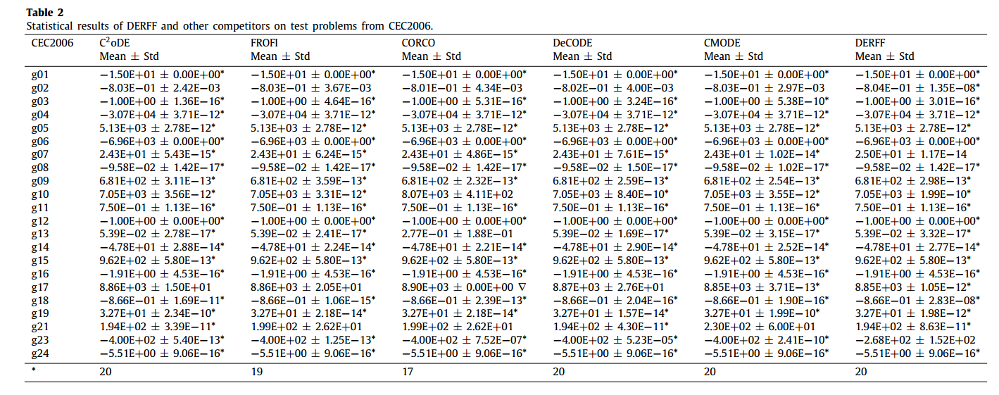 Table 2
Statistical results of DERFF and other competitors on test problems from CEC2006.
CEC2006 C²oDE FROFI CORCO DeCODE CMODE DERFF
Mean ± Std Mean ± Std Mean ± Std Mean ± Std Mean ± Std Mean ± Std
g01 −1.50E+01 ± 0.00E+00* −1.50E+01 ± 0.00E+00* −1.50E+01 ± 0.00E+00* −1.50E+01 ± 0.00E+00* −1.50E+01 ± 0.00E+00* −1.50E+01 ± 0.00E+00*
g02 −8.03E−01 ± 2.42E−03 −8.03E−01 ± 3.67E−03 −8.01E−01 ± 4.34E−03 −8.02E−01 ± 4.00E−03 −8.03E−01 ± 2.97E−03 −8.04E−01 ± 1.35E−08*
g03 −1.00E+00 ± 1.36E−16* −1.00E+00 ± 4.64E−16* −1.00E+00 ± 5.31E−16* −1.00E+00 ± 3.24E−16* −1.00E+00 ± 5.38E−10* −1.00E+00 ± 3.01E−16*
g04 −3.07E+04 ± 3.71E−12* −3.07E+04 ± 3.71E−12* −3.07E+04 ± 3.71E−12* −3.07E+04 ± 3.71E−12* −3.07E+04 ± 3.71E−12* −3.07E+04 ± 3.71E−12*
g05 5.13E+03 ± 2.78E−12* 5.13E+03 ± 2.78E−12* 5.13E+03 ± 2.78E−12* 5.13E+03 ± 2.78E−12* 5.13E+03 ± 2.78E−12* 5.13E+03 ± 2.78E−12*
g06 −6.96E+03 ± 0.00E+00* −6.96E+03 ± 0.00E+00* −6.96E+03 ± 0.00E+00* −6.96E+03 ± 0.00E+00* −6.96E+03 ± 0.00E+00* −6.96E+03 ± 0.00E+00*
g07 2.43E+01 ± 5.43E−15* 2.43E+01 ± 6.24E−15* 2.43E+01 ± 4.86E−15* 2.43E+01 ± 7.61E−15* 2.43E+01 ± 1.02E−14* 2.50E+01 ± 1.17E−14
g08 −9.58E−02 ± 1.42E−17* −9.58E−02 ± 1.42E−17* −9.58E−02 ± 1.42E−17* −9.58E−02 ± 1.50E−17* −9.58E−02 ± 1.02E−17* −9.58E−02 ± 1.42E−17*
g09 6.81E+02 ± 3.11E−13* 6.81E+02 ± 3.59E−13* 6.81E+02 ± 2.32E−13* 6.81E+02 ± 2.59E−13* 6.81E+02 ± 2.54E−13* 6.81E+02 ± 2.98E−13*
g10 7.05E+03 ± 3.56E−12* 7.05E+03 ± 3.31E−12* 8.07E+03 ± 4.11E+02 7.05E+03 ± 8.40E−10* 7.05E+03 ± 3.55E−12* 7.05E+03 ± 1.99E−10*
g11 7.50E−01 ± 1.13E−16* 7.50E−01 ± 1.13E−16* 7.50E−01 ± 1.13E−16* 7.50E−01 ± 1.13E−16* 7.50E−01 ± 1.13E−16* 7.50E−01 ± 1.13E−16*
g12 −1.00E+00 ± 0.00E+00* −1.00E+00 ± 0.00E+00* −1.00E+00 ± 0.00E+00* −1.00E+00 ± 0.00E+00* −1.00E+00 ± 0.00E+00* −1.00E+00 ± 0.00E+00*
g13 5.39E−02 ± 2.78E−17* 5.39E−02 ± 2.41E−17* 2.77E−01 ± 1.88E−01 5.39E−02 ± 1.69E−17* 5.39E−02 ± 3.15E−17* 5.39E−02 ± 3.32E−17*
g14 −4.78E+01 ± 2.88E−14* −4.78E+01 ± 2.24E−14* −4.78E+01 ± 2.21E−14* −4.78E+01 ± 2.90E−14* −4.78E+01 ± 2.52E−14* −4.78E+01 ± 2.77E−14*
g15 9.62E+02 ± 5.80E−13* 9.62E+02 ± 5.80E−13* 9.62E+02 ± 5.80E−13* 9.62E+02 ± 5.80E−13* 9.62E+02 ± 5.80E−13* 9.62E+02 ± 5.80E−13*
g16 −1.91E+00 ± 4.53E−16* −1.91E+00 ± 4.53E−16* −1.91E+00 ± 4.53E−16* −1.91E+00 ± 4.53E−16* −1.91E+00 ± 4.53E−16* −1.91E+00 ± 4.53E−16*
g17 8.86E+03 ± 1.50E+01 8.86E+03 ± 2.05E+01 8.90E+03 ± 0.00E+00 ▽ 8.87E+03 ± 2.76E+01 8.85E+03 ± 3.71E−13* 8.85E+03 ± 1.05E−12*
g18 −8.66E−01 ± 1.69E−11* −8.66E−01 ± 1.06E−15* −8.66E−01 ± 2.39E−13* −8.66E−01 ± 2.04E−16* −8.66E−01 ± 1.90E−16* −8.66E−01 ± 2.83E−08*
g19 3.27E+01 ± 2.34E−10* 3.27E+01 ± 2.18E−14* 3.27E+01 ± 2.18E−14* 3.27E+01 ± 1.57E−14* 3.27E+01 ± 1.99E−10* 3.27E+01 ± 1.98E−12*
g21 1.94E+02 ± 3.39E−11* 1.99E+02 ± 2.62E+01 1.99E+02 ± 2.62E+01 1.94E+02 ± 4.30E−11* 2.30E+02 ± 6.00E+01 1.94E+02 ± 8.63E−11*
g23 −4.00E+02 ± 5.40E−13* −4.00E+02 ± 1.25E−13* −4.00E+02 ± 7.52E−07* −4.00E+02 ± 5.23E−05* −4.00E+02 ± 2.41E−10* −2.68E+02 ± 1.52E+02
g24 −5.51E+00 ± 9.06E−16* −5.51E+00 ± 9.06E−16* −5.51E+00 ± 9.06E−16* −5.51E+00 ± 9.06E−16* −5.51E+00 ± 9.06E−16* −5.51E+00 ± 9.06E−16*
* 20 19 17 20 20 20